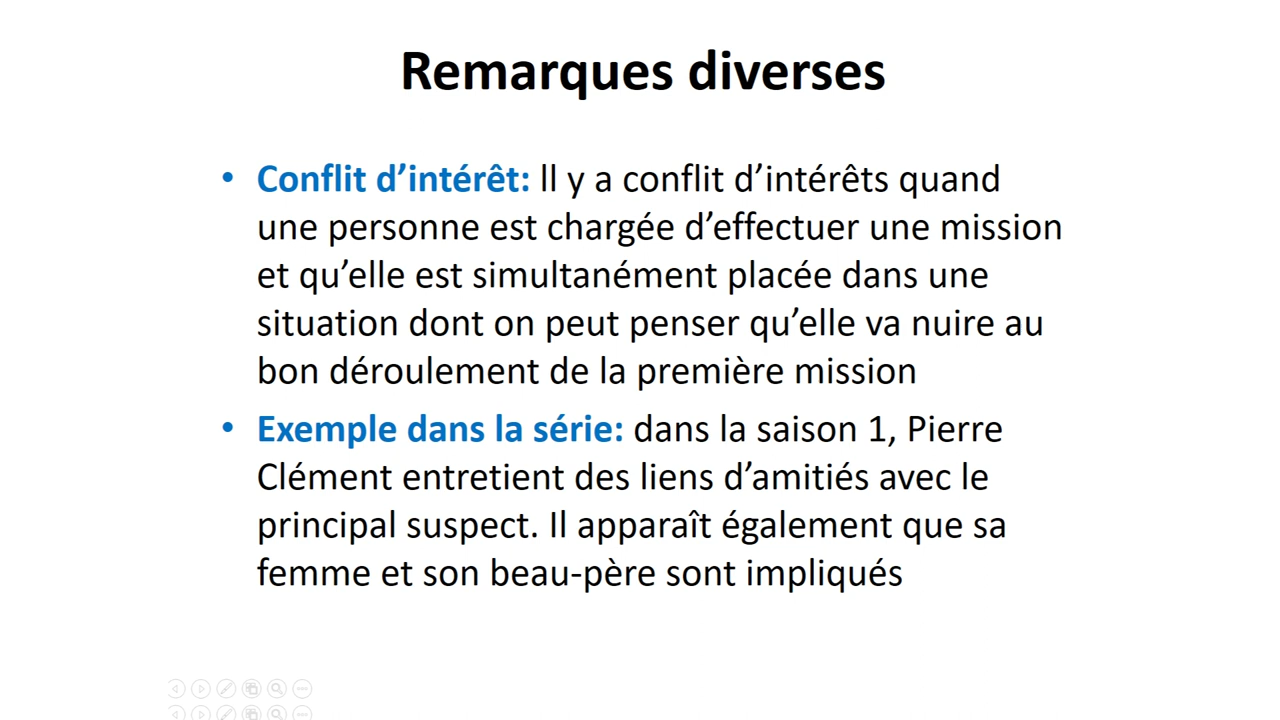 Remarques diverses
• Conflit d’intérêt: ll y a conflit d’intérêts quand
une personne est chargée d’effectuer une mission
et qu’elle est simultanément placée dans une
situation dont on peut penser qu’elle va nuire au
bon déroulement de la première mission
• Exemple dans la série: dans la saison 1, Pierre
Clément entretient des liens d’amitiés avec le
principal suspect. Il apparaît également que sa
femme et son beau-père sont impliqués